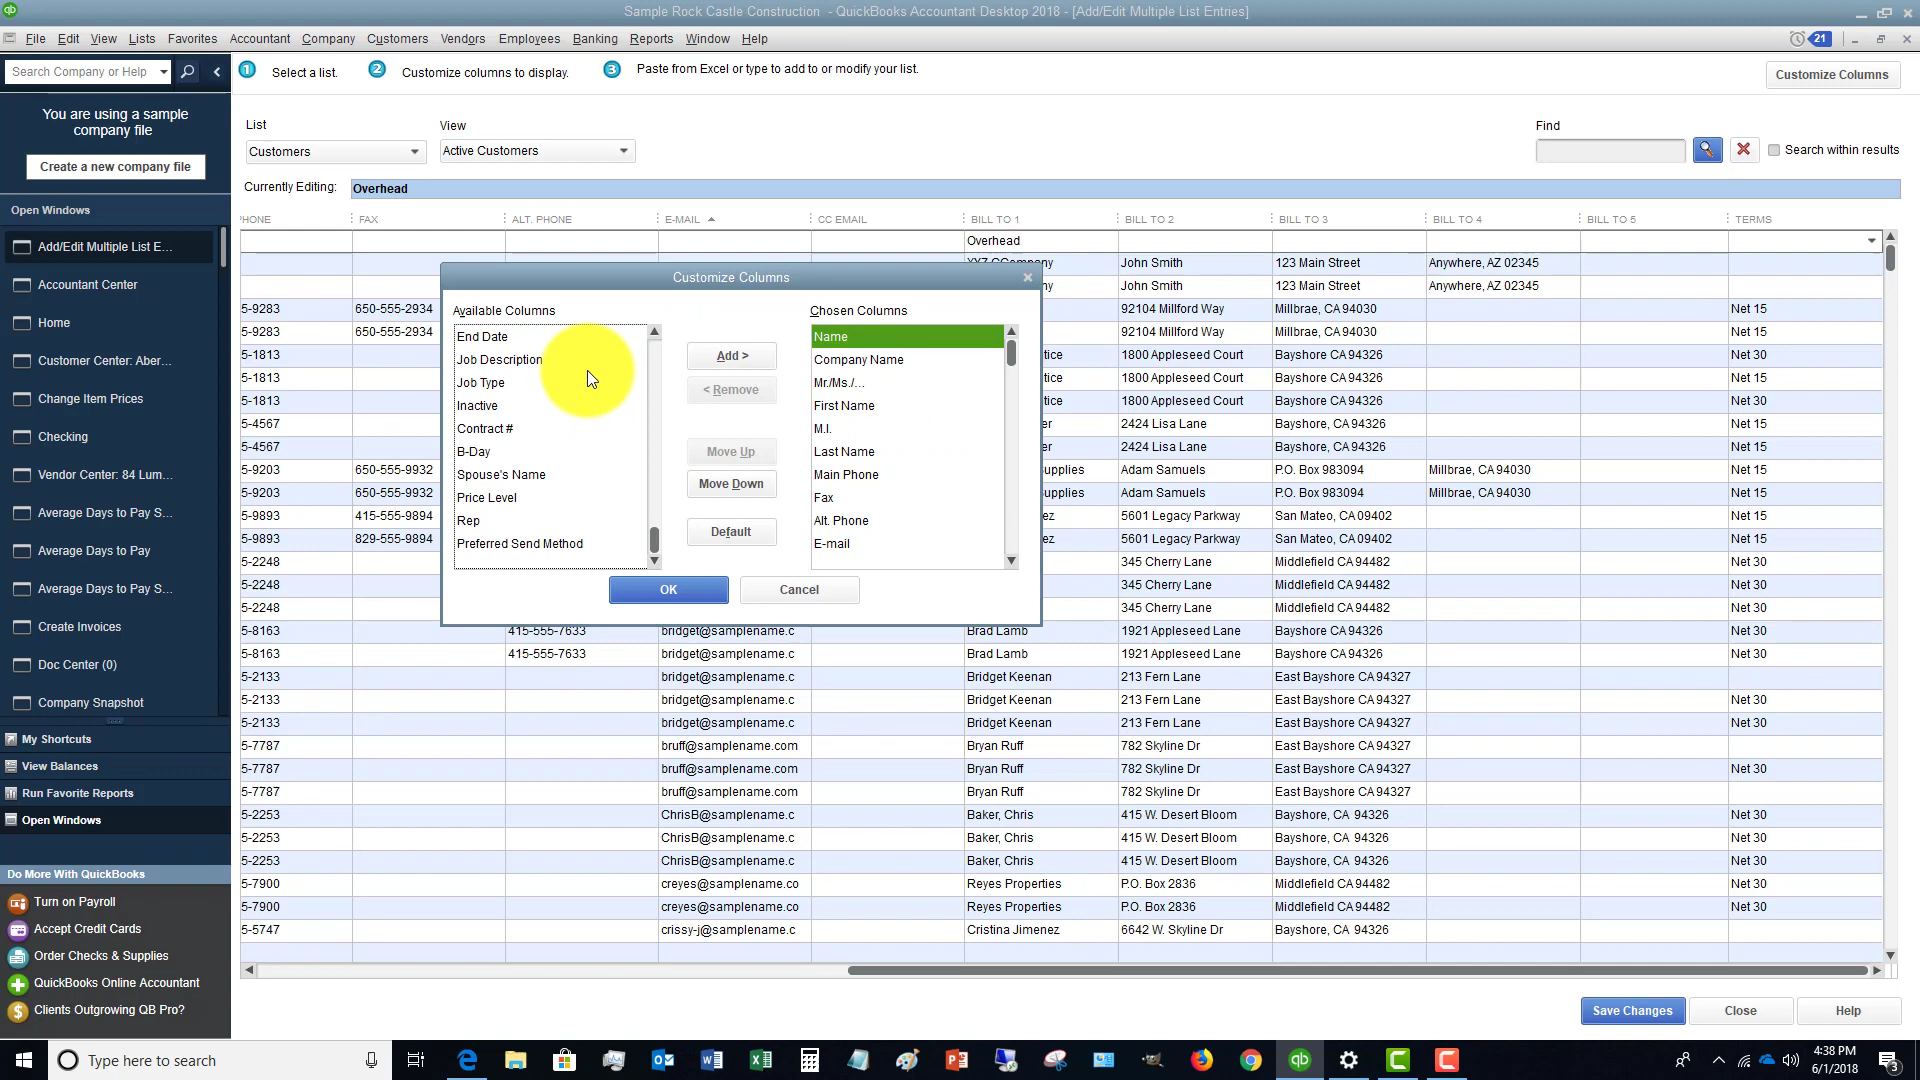 Sample Rock Castle Construction - QuickBooks Accountant Desktop 2018 - [Add/Edit Multiple List Entries]
File Edit View Lists Favorites Accountant Company Customers Vendors Employees Banking Reports Window Help
21
Search Company or Help
1 Select a list.
2 Customize columns to display.
3 Paste from Excel or type to add to or modify your list.
Customize Columns
You are using a sample
company file
Create a new company file
Open Windows
Add/Edit Multiple List E...
Accountant Center
Home
Customer Center: Aber...
Change Item Prices
Checking
Vendor Center: 84 Lum...
Average Days to Pay S...
Average Days to Pay
Average Days to Pay S...
Create Invoices
Doc Center (0)
Company Snapshot
My Shortcuts
View Balances
Run Favorite Reports
Open Windows
Do More With QuickBooks
Turn on Payroll
Accept Credit Cards
Order Checks & Supplies
QuickBooks Online Accountant
Clients Outgrowing QB Pro?
List
Customers
View
Active Customers
Find
Search within results
Currently Editing: Overhead
HONE FAX ALT. PHONE E-MAIL CC EMAIL BILL TO 1 BILL TO 2 BILL TO 3 BILL TO 4 BILL TO 5 TERMS
Overhead
John Smith 123 Main Street Anywhere, AZ 02345
ny John Smith 123 Main Street Anywhere, AZ 02345
5-9283 650-555-2934 92104 Millford Way Millbrae, CA 94030 Net 15
5-9283 650-555-2934 92104 Millford Way Millbrae, CA 94030 Net 15
5-1813 tice 1800 Appleseed Court Bayshore CA 94326 Net 30
5-1813 tice 1800 Appleseed Court Bayshore CA 94326 Net 15
5-1813 tice 1800 Appleseed Court Bayshore CA 94326 Net 30
5-4567 er 2424 Lisa Lane Bayshore, CA 94326 Net 15
5-4567 er 2424 Lisa Lane Bayshore, CA 94326 Net 15
5-9203 650-555-9932 upplies Adam Samuels P.O. Box 983094 Millbrae, CA 94030 Net 15
5-9203 650-555-9932 upplies Adam Samuels P.O. Box 983094 Millbrae, CA 94030 Net 15
5-9893 415-555-9894 ez 5601 Legacy Parkway San Mateo, CA 09402 Net 15
5-9893 829-555-9894 ez 5601 Legacy Parkway San Mateo, CA 09402 Net 15
5-2248 345 Cherry Lane Middlefield CA 94482 Net 15
5-2248 345 Cherry Lane Middlefield CA 94482 Net 15
5-2248 345 Cherry Lane Middlefield CA 94482 Net 15
5-8163 415-555-7633 bridget@samplename.c Brad Lamb 1921 Appleseed Lane Bayshore CA 94326 Net 30
5-8163 415-555-7633 bridget@samplename.c Brad Lamb 1921 Appleseed Lane Bayshore CA 94326 Net 30
5-2133 bridget@samplename.c Bridget Keenan 213 Fern Lane East Bayshore CA 94327
5-2133 bridget@samplename.c Bridget Keenan 213 Fern Lane East Bayshore CA 94327 Net 30
5-2133 bridget@samplename.c Bridget Keenan 213 Fern Lane East Bayshore CA 94327 Net 30
5-7787 bruff@samplename.com Bryan Ruff 782 Skyline Dr East Bayshore CA 94327
5-7787 bruff@samplename.com Bryan Ruff 782 Skyline Dr East Bayshore CA 94327 Net 30
5-7787 bruff@samplename.com Bryan Ruff 782 Skyline Dr East Bayshore CA 94327
5-2253 ChrisB@samplename.c Baker, Chris 415 W. Desert Bloom Bayshore, CA 94326 Net 30
5-2253 ChrisB@samplename.c Baker, Chris 415 W. Desert Bloom Bayshore, CA 94326 Net 30
5-2253 ChrisB@samplename.c Baker, Chris 415 W. Desert Bloom Bayshore, CA 94326 Net 30
5-7900 creyes@samplename.co Reyes Properties P.O. Box 2836 Middlefield CA 94482 Net 30
5-7900 creyes@samplename.co Reyes Properties P.O. Box 2836 Middlefield CA 94482 Net 30
5-5747 crissy-j@samplename.c Cristina Jimenez 6642 W. Skyline Dr Bayshore, CA 94326
Customize Columns
Available Columns
End Date
Job Description
Job Type
Inactive
Contract #
B-Day
Spouse's Name
Price Level
Rep
Preferred Send Method
Add >
< Remove
Move Up
Move Down
Default
Chosen Columns
Name
Company Name
Mr./Ms./...
First Name
M.I.
Last Name
Main Phone
Fax
Alt. Phone
E-mail
OK
Cancel
Save Changes
Close
Help
Type here to search
4:38 PM
6/1/2018
3